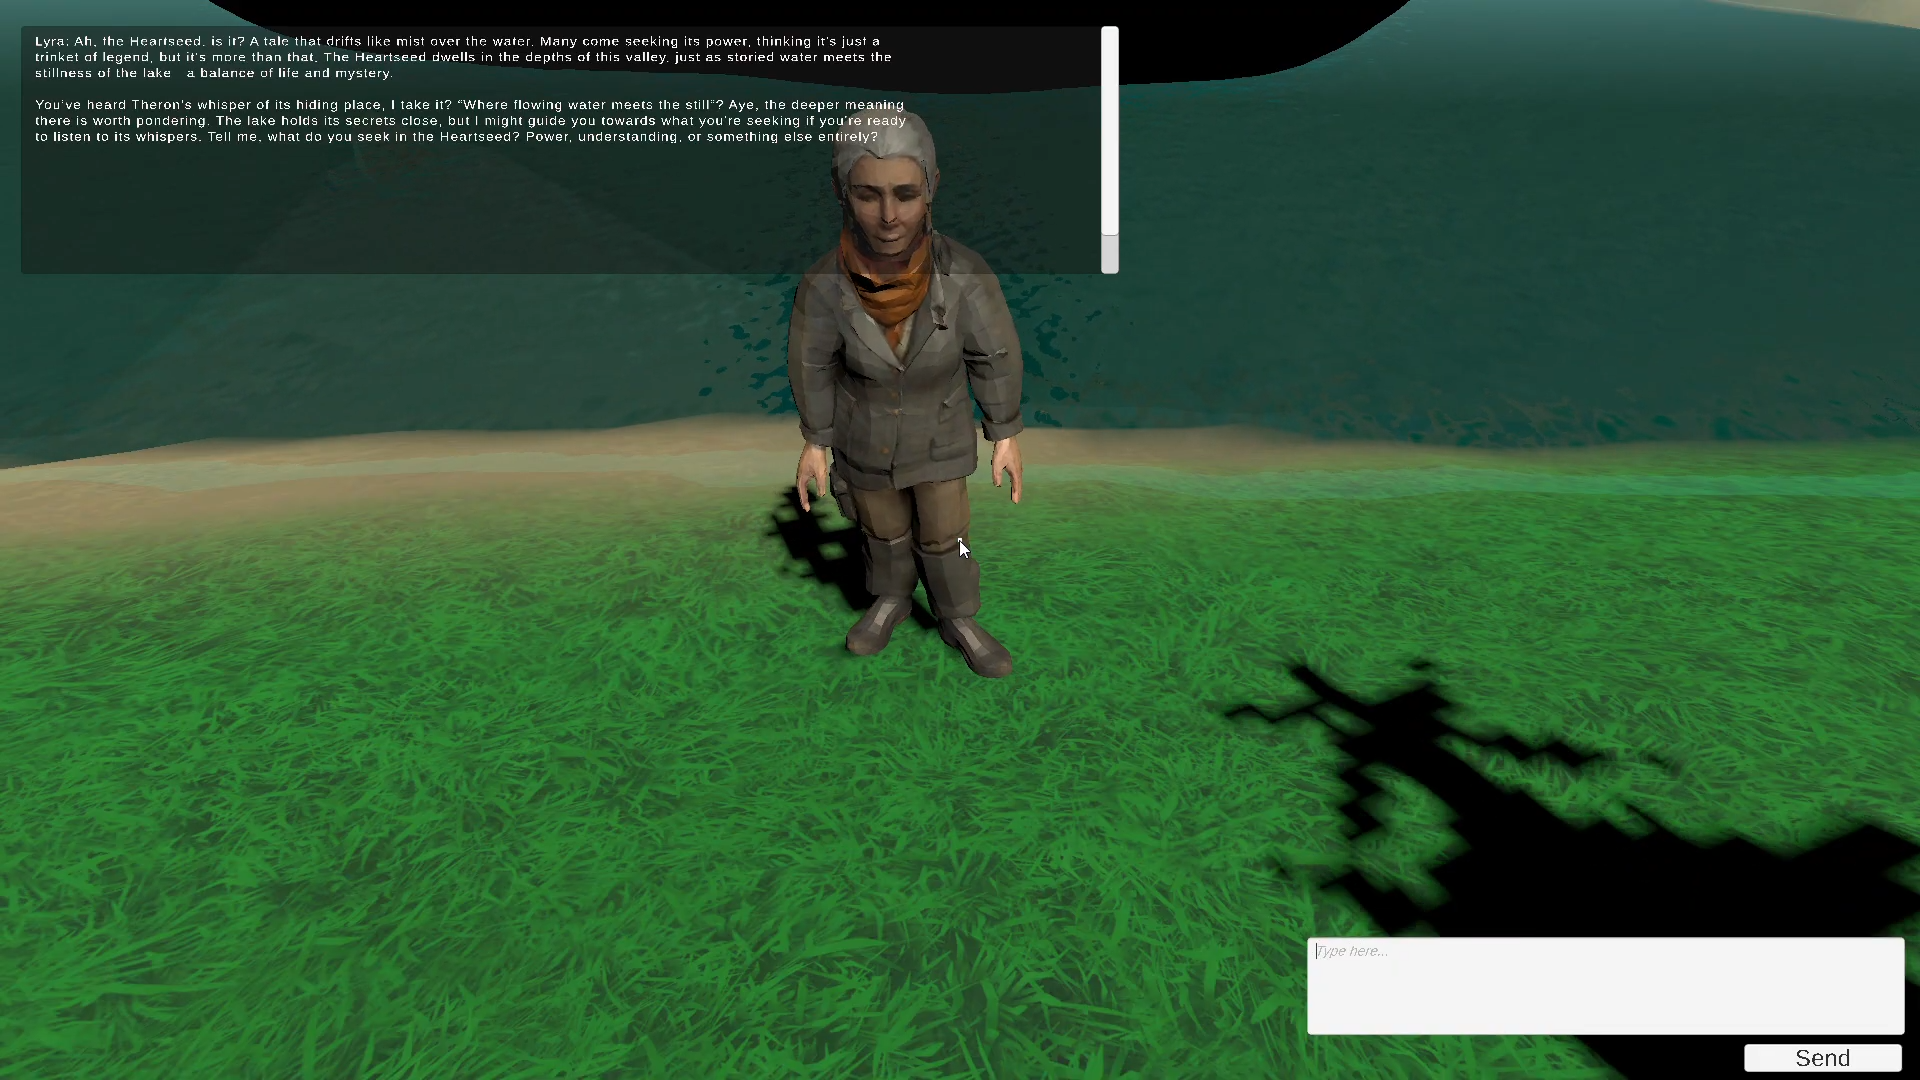 Lyra: Ah, the Heartseed, is it? A tale that drifts like mist over the water. Many come seeking its power, thinking it's just a
trinket of legend, but it's more than that. The Heartseed dwells in the depths of this valley, just as storied water meets the
stillness of the lake  a balance of life and mystery.
You've heard Theron's whisper of its hiding place, I take it? “Where flowing water meets the still”? Aye, the deeper meaning
there is worth pondering. The lake holds its secrets close, but I might guide you towards what you're seeking if you're ready
to listen to its whispers. Tell me, what do you seek in the Heartseed? Power, understanding, or something else entirely?
Type here...
Send